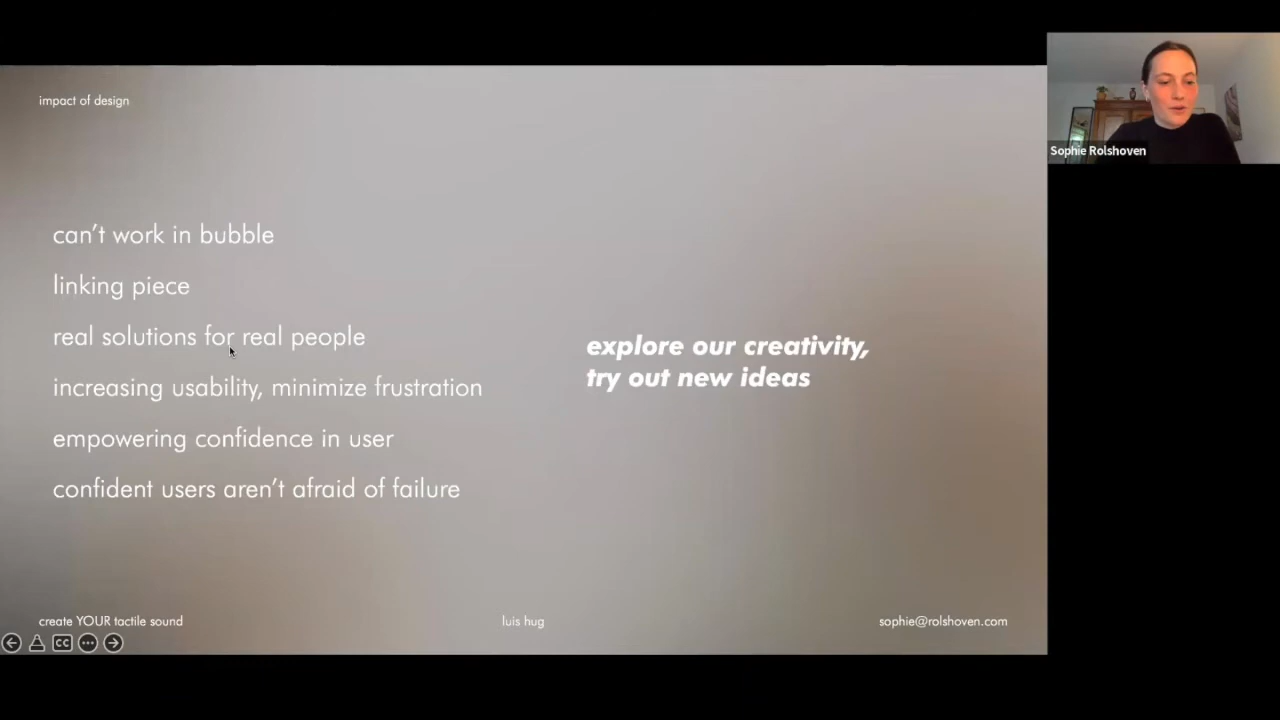 impact of design
Sophie Rolshoven
can't work in bubble
linking piece
real solutions for real people
increasing usability, minimize frustration
empowering confidence in user
confident users aren't afraid of failure
explore our creativity,
try out new ideas
create YOUR tactile sound
luis hug
sophie@rolshoven.com
CC